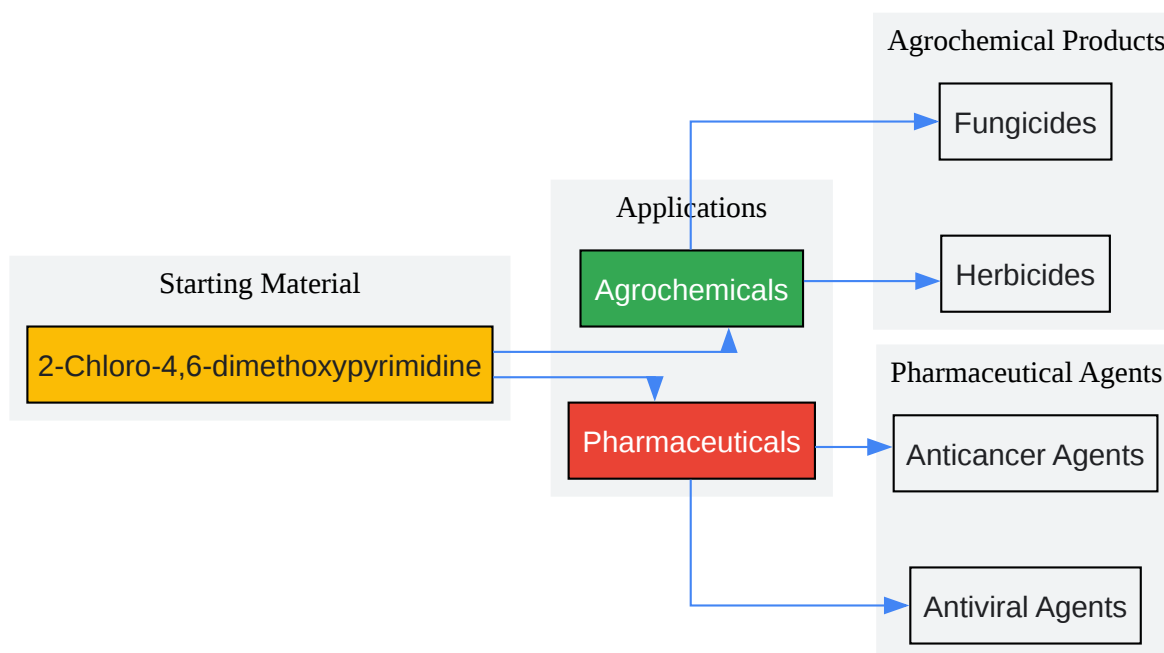 Starting Material
2-Chloro-4,6-dimethoxypyrimidine
Applications
Agrochemicals
Pharmaceuticals
Agrochemical Products
Fungicides
Herbicides
Pharmaceutical Agents
Anticancer Agents
Antiviral Agents